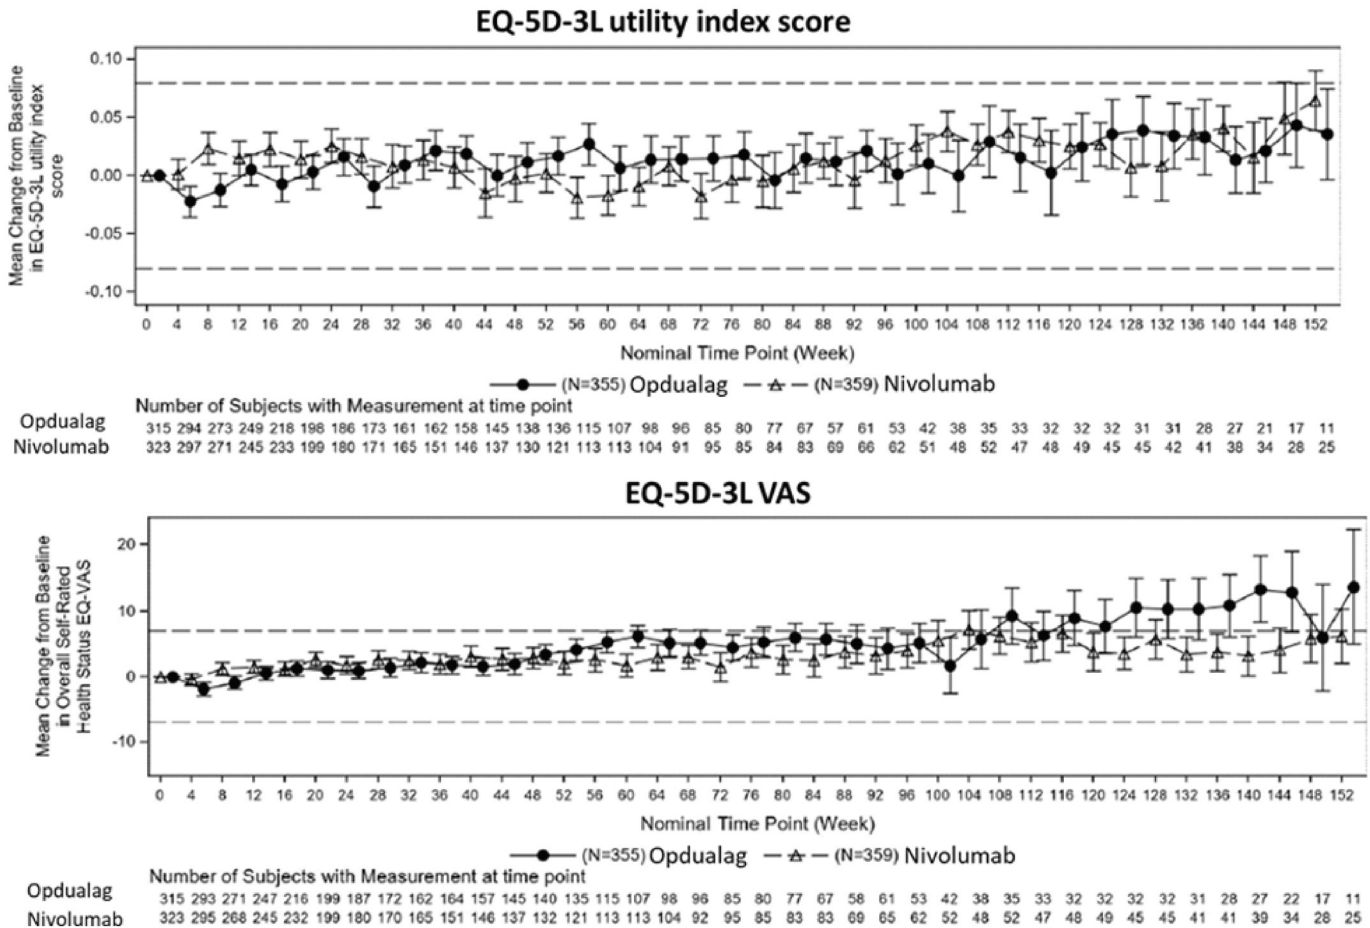 EQ-5D-3L utility index score
Mean Change from Baseline
in EQ-5D-3L utility index
score
0.10
0.05
0.00
-0.05
-0.10
0 4 8 12 16 20 24 28 32 36 40 44 48 52 56 60 64 68 72 76 80 84 88 92 96 100 104 108 112 116 120 124 128 132 136 140 144 148 152
Nominal Time Point (Week)
(N=355) Opdualag (N=359) Nivolumab
Number of Subjects with Measurement at time point
Opdualag 315 294 273 249 218 198 186 173 161 162 158 145 138 136 115 107 98 96 85 80 77 67 57 61 53 42 38 35 33 32 32 32 31 31 28 27 21 17 11
Nivolumab 323 297 271 245 233 199 180 171 165 151 146 137 130 121 113 113 104 91 95 85 84 83 69 66 62 51 48 52 47 48 49 45 45 42 41 38 34 28 25
EQ-5D-3L VAS
Mean Change from Baseline
in Overall Self-Rated
Health Status EQ-VAS
20
10
0
-10
0 4 8 12 16 20 24 28 32 36 40 44 48 52 56 60 64 68 72 76 80 84 88 92 96 100 104 108 112 116 120 124 128 132 136 140 144 148 152
Nominal Time Point (Week)
(N=355) Opdualag (N=359) Nivolumab
Number of Subjects with Measurement at time point
Opdualag 315 293 271 247 216 199 187 172 162 164 157 145 140 135 115 107 98 96 85 80 77 67 58 61 53 42 38 35 33 32 32 32 32 31 28 27 22 17 11
Nivolumab 323 295 268 245 232 199 180 170 165 151 146 137 132 121 113 113 104 92 95 85 83 83 69 65 62 52 48 52 47 48 49 45 45 41 41 39 34 28 25